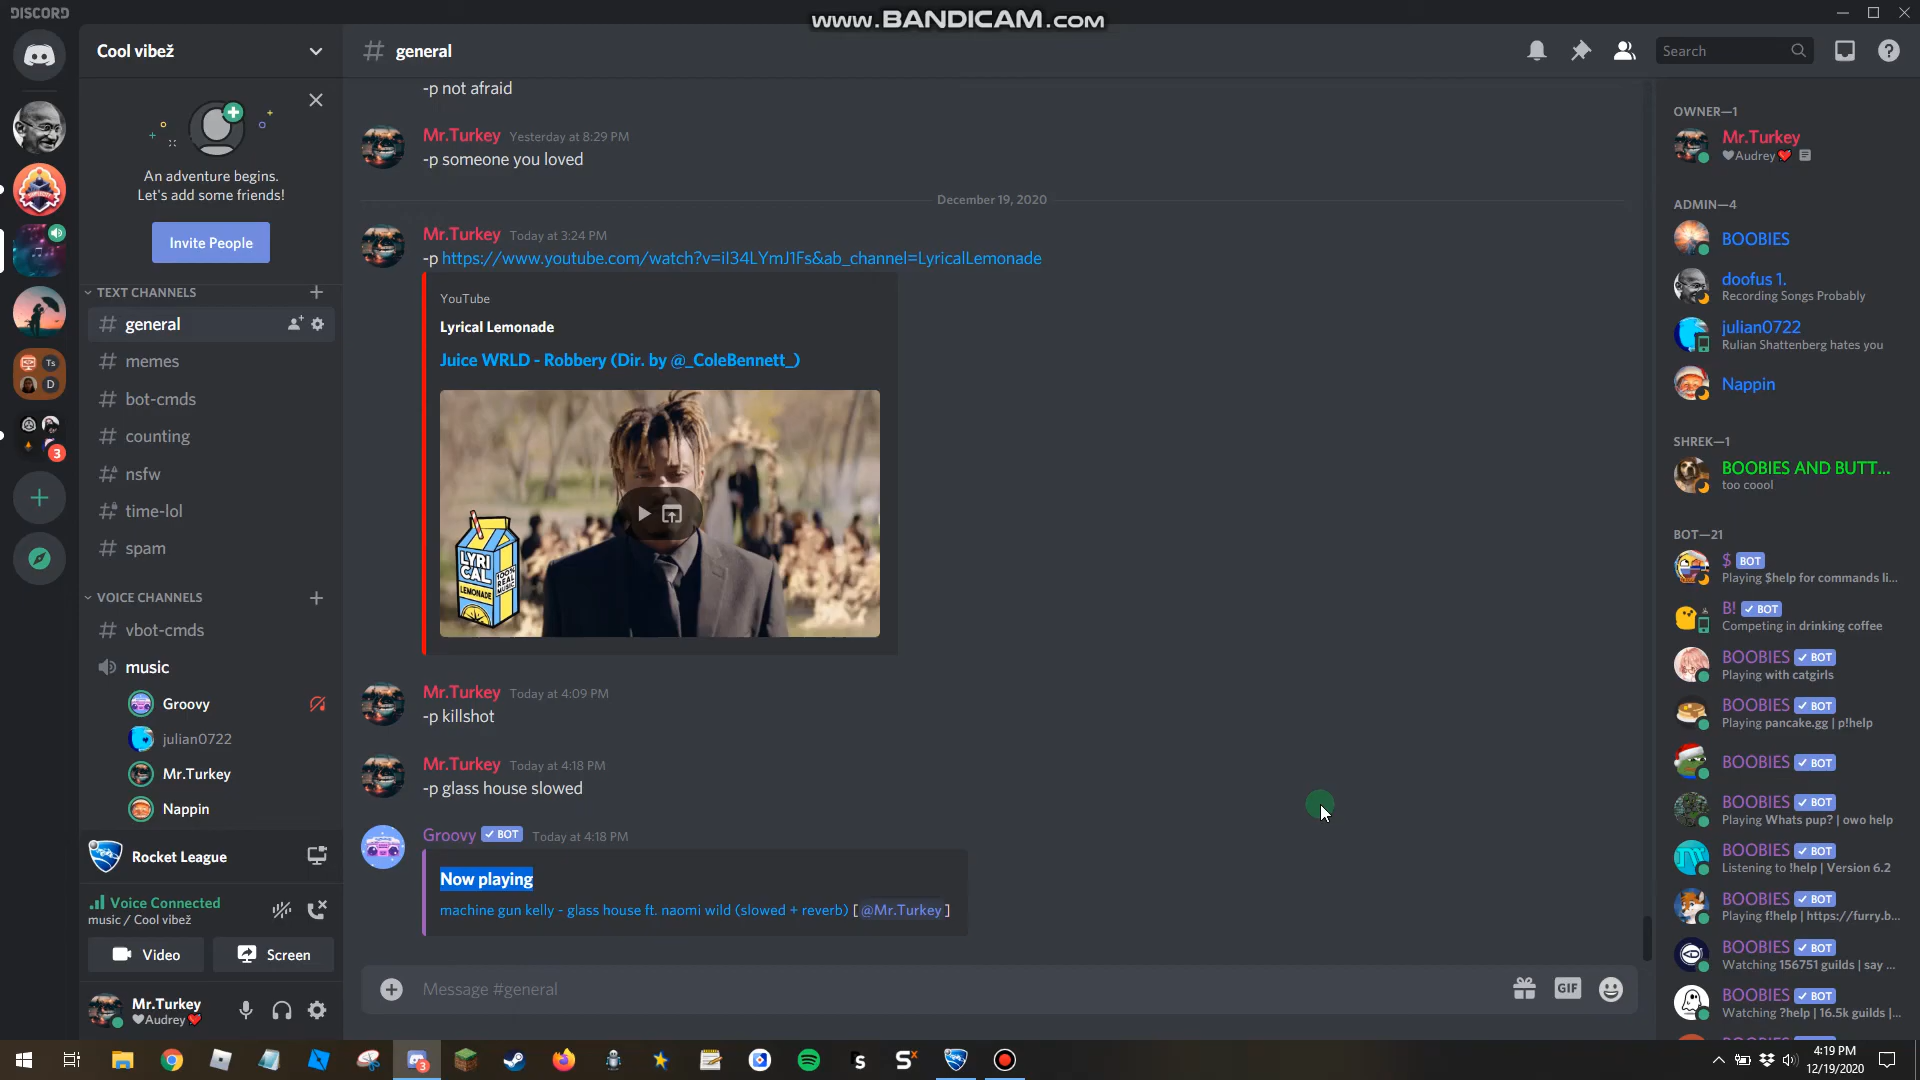 DISCORD
www.BANDICAM.com
Cool vibež
general
Search
An adventure begins.
Let's add some friends!
Invite People
TEXT CHANNELS
general
memes
bot-cmds
counting
nsfw
time-lol
spam
VOICE CHANNELS
vbot-cmds
music
Groovy
julian0722
Mr.Turkey
Nappin
Rocket League
Voice Connected
music / Cool vibež
Video
Screen
Mr.Turkey
Audrey
Ts
D
3
-p not afraid
Mr.Turkey Yesterday at 8:29 PM
-p someone you loved
December 19, 2020
Mr.Turkey Today at 3:24 PM
-p https://www.youtube.com/watch?v=iI34LYmJ1Fs&ab_channel=LyricalLemonade
YouTube
Lyrical Lemonade
Juice WRLD - Robbery (Dir. by @_ColeBennett_)
LYRI
CAL
LEMONADE
100%
REAL
MUSIC
Mr.Turkey Today at 4:09 PM
-p killshot
Mr.Turkey Today at 4:18 PM
-p glass house slowed
Groovy BOT Today at 4:18 PM
Now playing
machine gun kelly - glass house ft. naomi wild (slowed + reverb) [ @Mr.Turkey ]
Message #general
GIF
OWNER—1
Mr.Turkey
Audrey
ADMIN—4
BOOBIES
doofus 1.
Recording Songs Probably
julian0722
Rulian Shattenberg hates you
Nappin
SHREK—1
BOOBIES AND BUTT...
too coool
BOT—21
$ BOT
Playing $help for commands li...
B! BOT
Competing in drinking coffee
BOOBIES BOT
Playing with catgirls
BOOBIES BOT
Playing pancake.gg | p!help
BOOBIES BOT
BOOBIES BOT
Playing Whats pup? | owo help
BOOBIES BOT
Listening to !help | Version 6.2
BOOBIES BOT
Playing f!help | https://furry.b...
BOOBIES BOT
Watching 156751 guilds | say ...
BOOBIES BOT
Watching ?help | 16.5k guilds |...
3
4:19 PM
12/19/2020